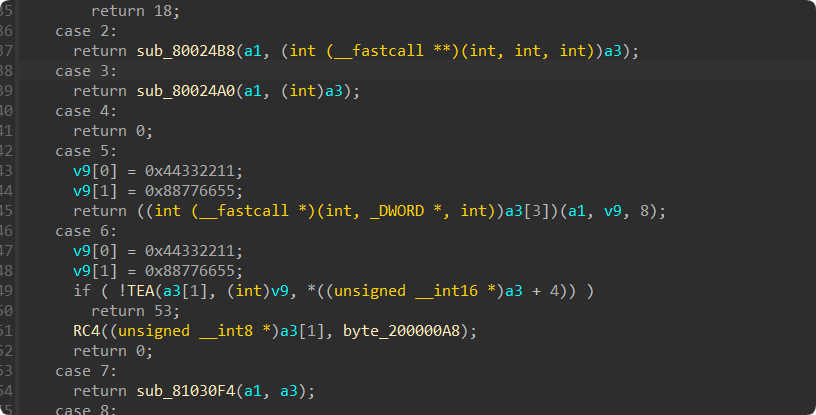 35 return 18;
36 case 2:
37 return sub_80024B8(a1, (int (__fastcall **)(int, int, int))a3);
38 case 3:
39 return sub_80024A0(a1, (int)a3);
40 case 4:
41 return 0;
42 case 5:
43 v9[0] = 0x44332211;
44 v9[1] = 0x88776655;
45 return ((int (__fastcall *)(int, _DWORD *, int))a3[3])(a1, v9, 8);
46 case 6:
47 v9[0] = 0x44332211;
48 v9[1] = 0x88776655;
49 if ( !TEA(a3[1], (int)v9, *((unsigned __int16 *)a3 + 4)) )
50 return 53;
51 RC4((unsigned __int8 *)a3[1], byte_200000A8);
52 return 0;
53 case 7:
54 return sub_81030F4(a1, a3);
55 case 8: